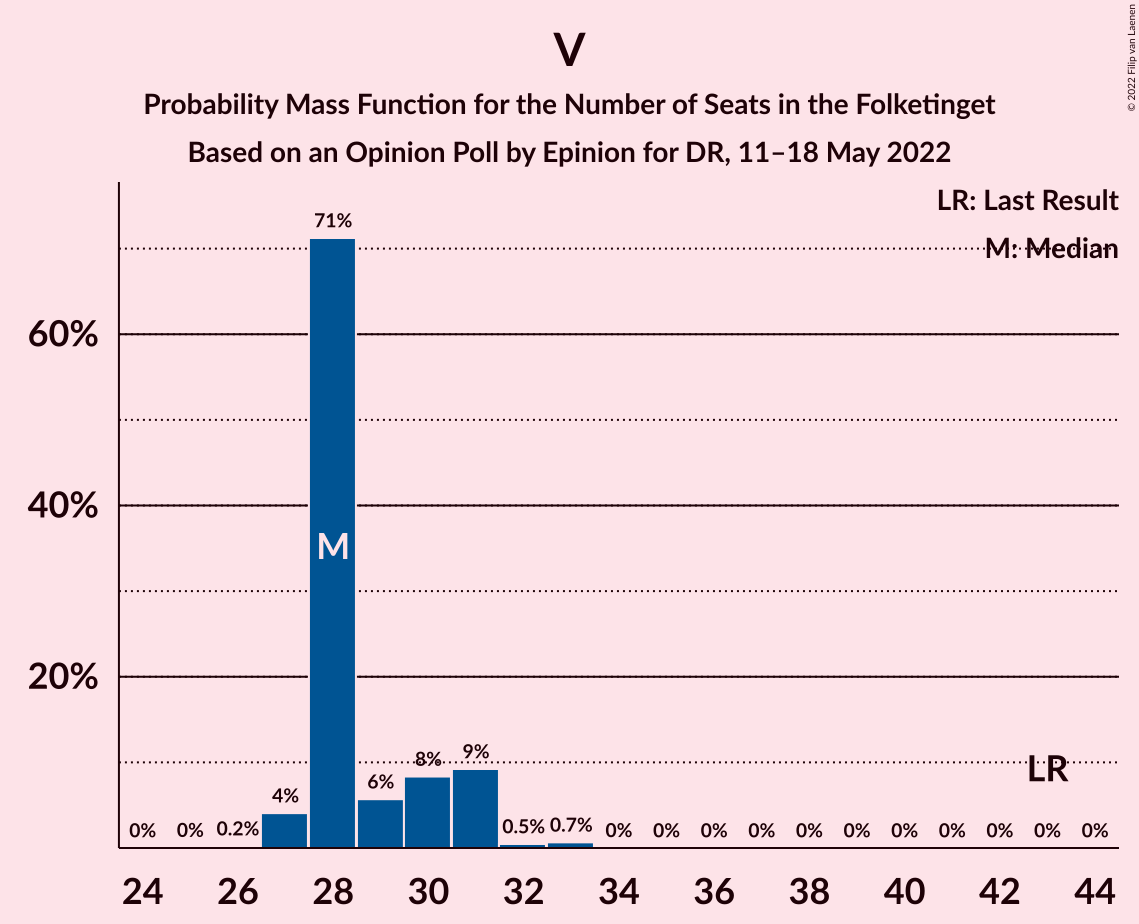 V
Probability Mass Function for the Number of Seats in the Folketinget
Based on an Opinion Poll by Epinion for DR, 11–18 May 2022
© 2022 Filip van Laenen
LR: Last Result
M: Median
60%
40%
20%
71%
M
0% 0% 0.2% 4% 6% 8% 9% 0.5% 0.7% 0% 0% 0% 0% 0% 0% 0% 0% 0% 0% 0%
LR
24 26 28 30 32 34 36 38 40 42 44